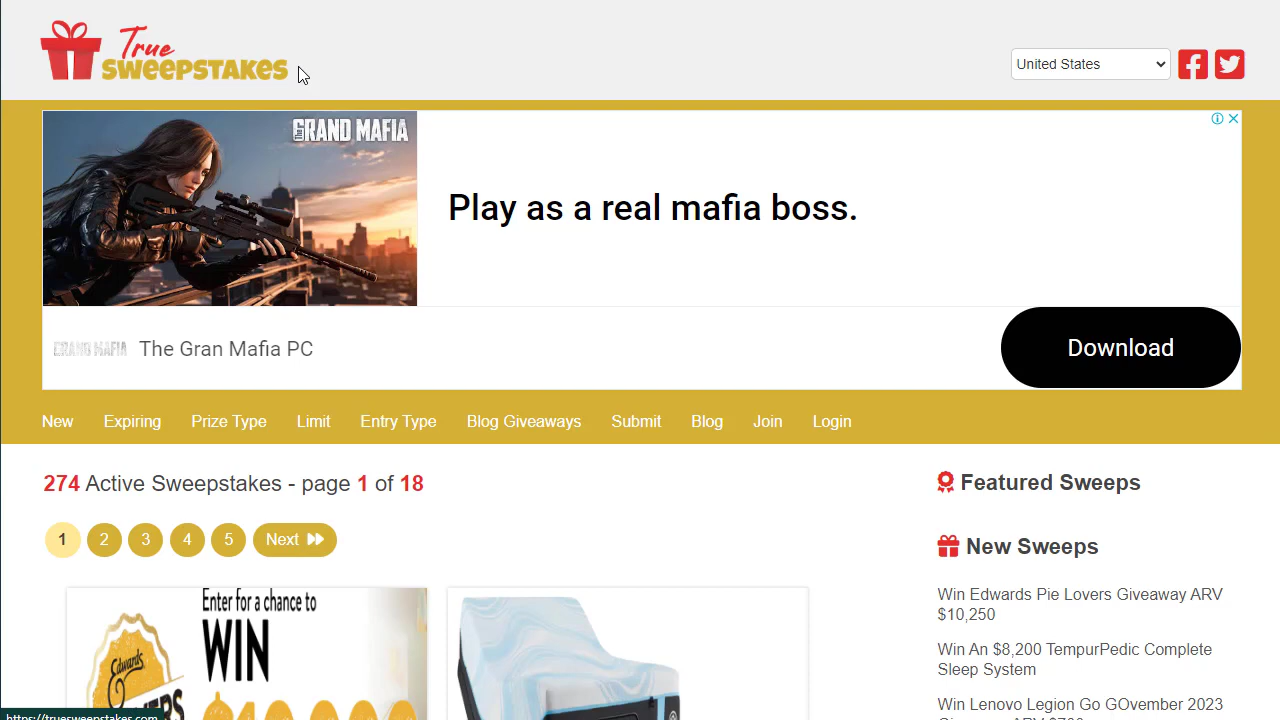 True
SWEEPSTAKES
United States
The GRAND MAFIA
Play as a real mafia boss.
GRAND MAFIA
The Gran Mafia PC
Download
New Expiring Prize Type Limit Entry Type Blog Giveaways Submit Blog Join Login
274 Active Sweepstakes - page 1 of 18
1 2 3 4 5 Next
Featured Sweeps
New Sweeps
Win Edwards Pie Lovers Giveaway ARV
$10,250
Win An $8,200 TempurPedic Complete
Sleep System
Win Lenovo Legion Go GOvember 2023
Enter for a chance to
WIN
Edwards
https://truesweepstakes.com